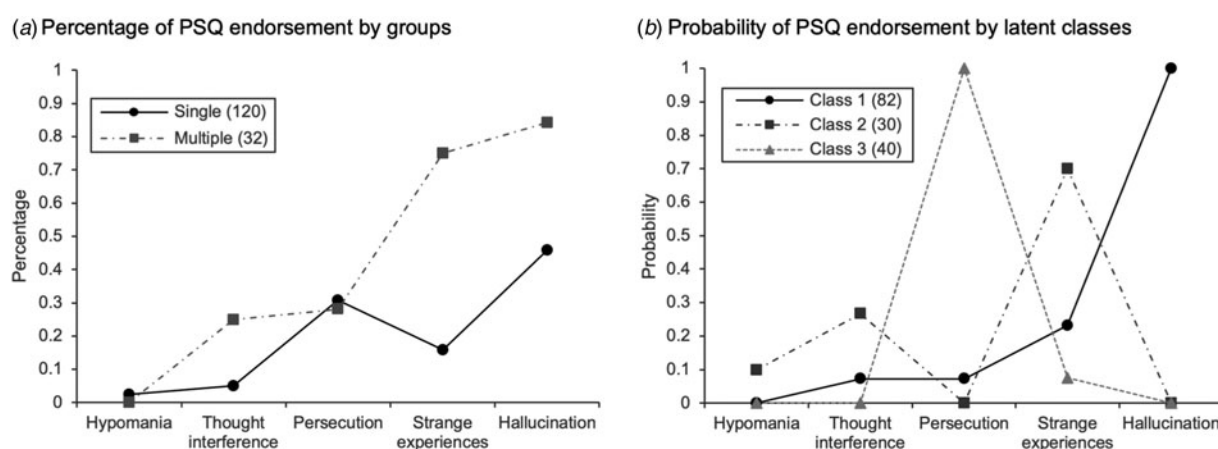 (a) Percentage of PSQ endorsement by groups
1
0.9
0.8
0.7
0.6
0.5
0.4
0.3
0.2
0.1
0
Percentage
Single (120)
Multiple (32)
Hypomania
Thought
interference
Persecution
Strange
experiences
Hallucination
(b) Probability of PSQ endorsement by latent classes
1
0.9
0.8
0.7
0.6
0.5
0.4
0.3
0.2
0.1
0
Probability
Class 1 (82)
Class 2 (30)
Class 3 (40)
Hypomania
Thought
interference
Persecution
Strange
experiences
Hallucination